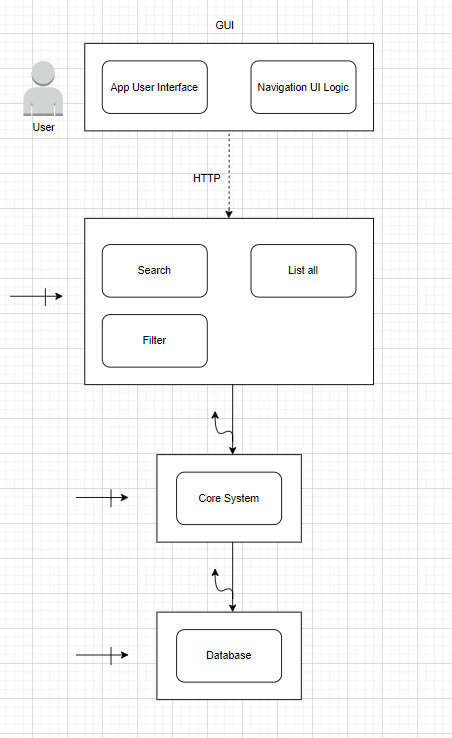 GUI
App User Interface
Navigation UI Logic
User
HTTP
Search
List all
Filter
Core System
Database